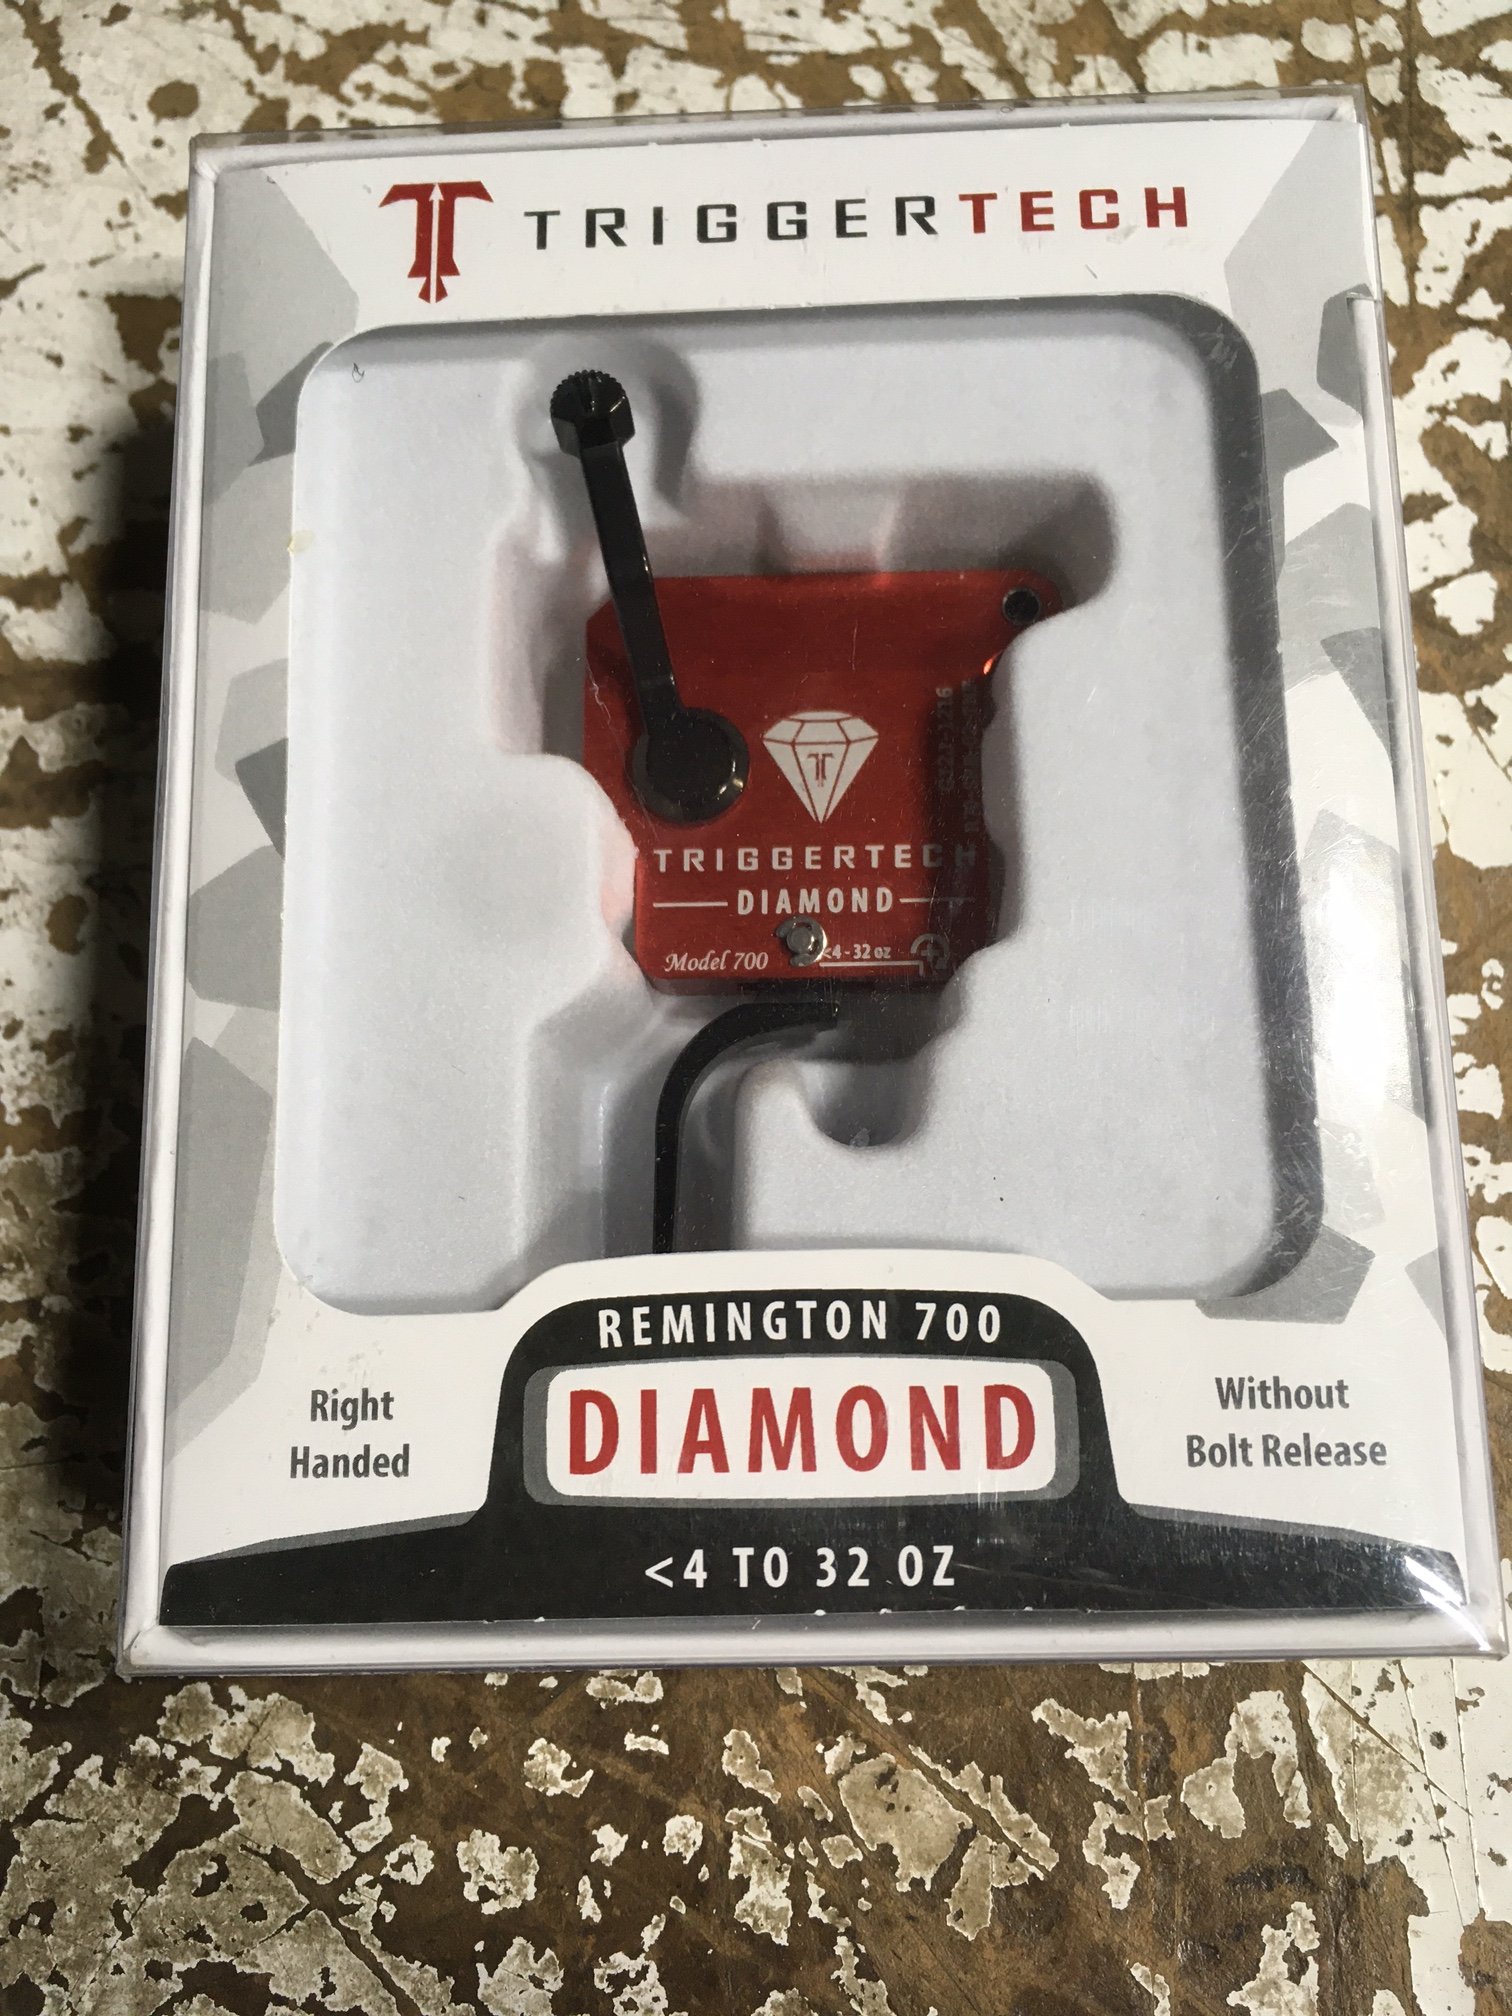 TRIGGERTECH
TRIGGERTECH
DIAMOND
Model 700
<4 - 32 oz
REMINGTON 700
DIAMOND
Right
Handed
Without
Bolt Release
<4 TO 32 OZ